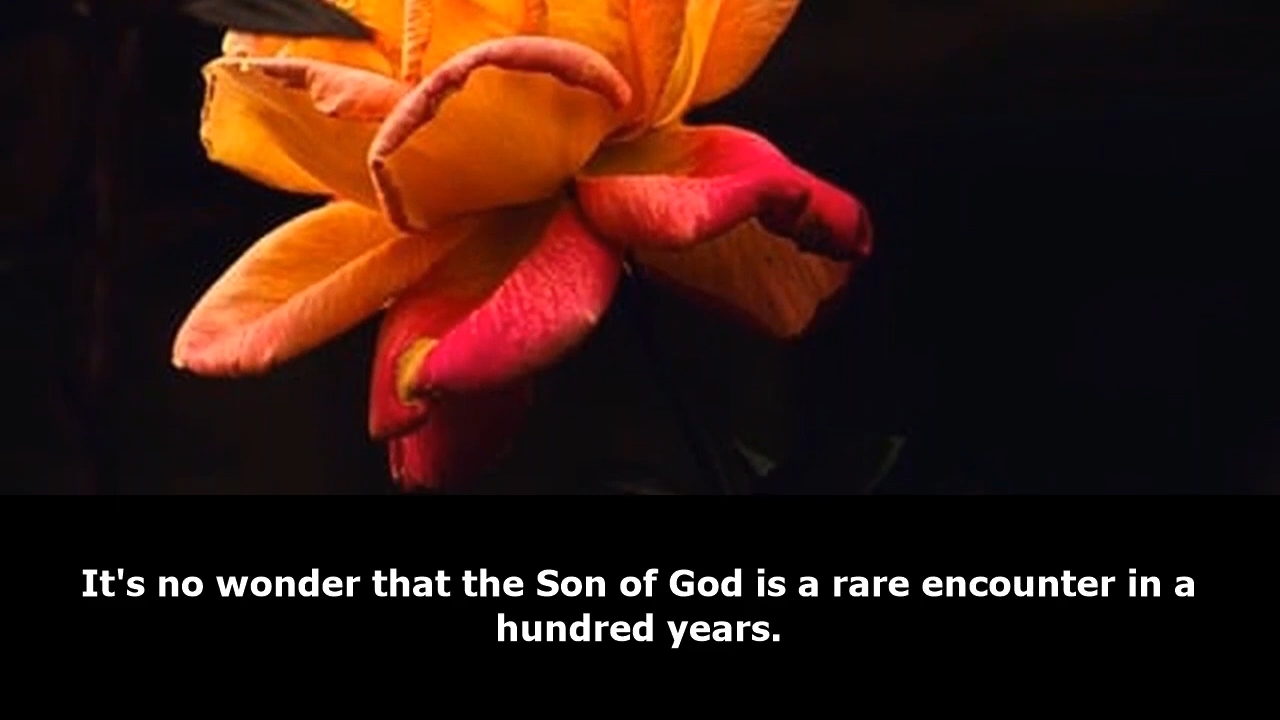 It's no wonder that the Son of God is a rare encounter in a
hundred years.